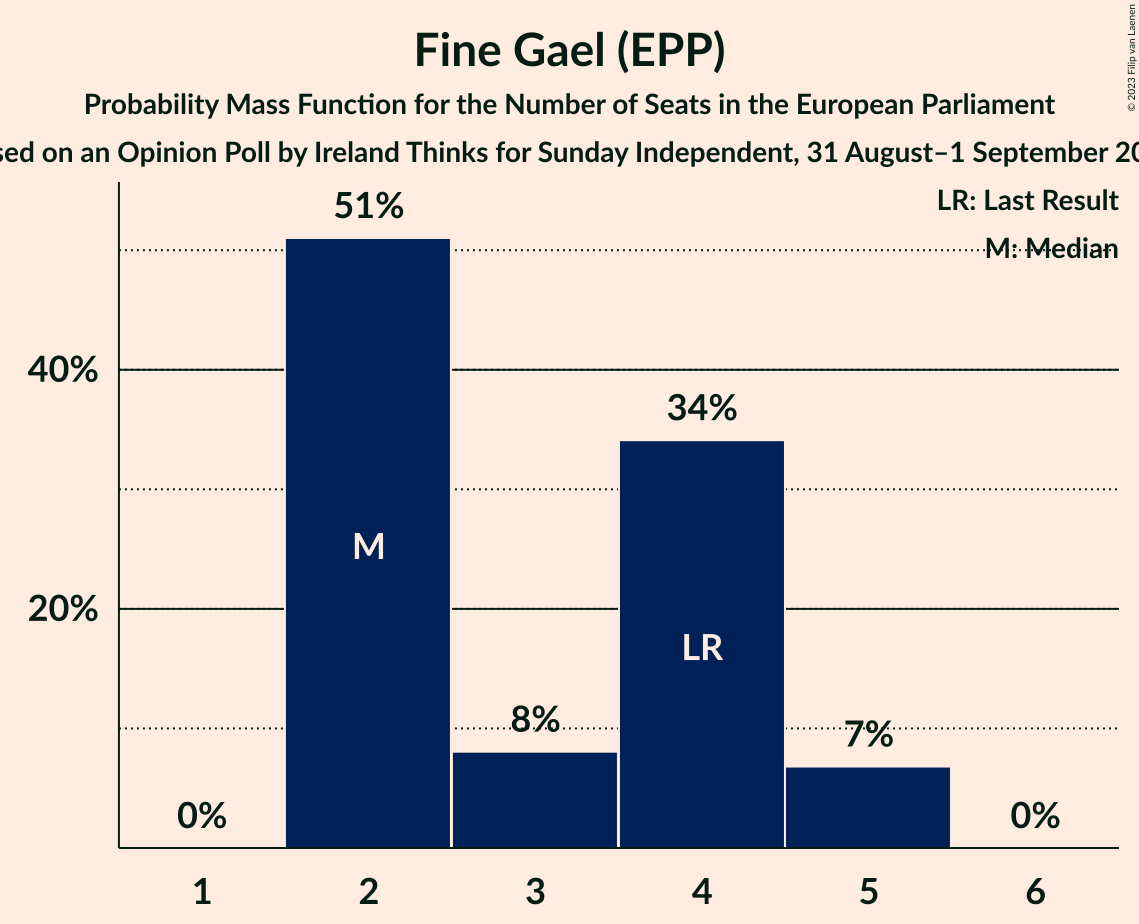 Fine Gael (EPP)
Probability Mass Function for the Number of Seats in the European Parliament
on an Opinion Poll by Ireland Thinks for Sunday Independent, 31 August–1 September
© 2023 Filip van Laenen
LR: Last Result
M: Median
51%
40%
34%
M
20%
LR
8%
7%
0%
0%
1
2
3
4
5
6